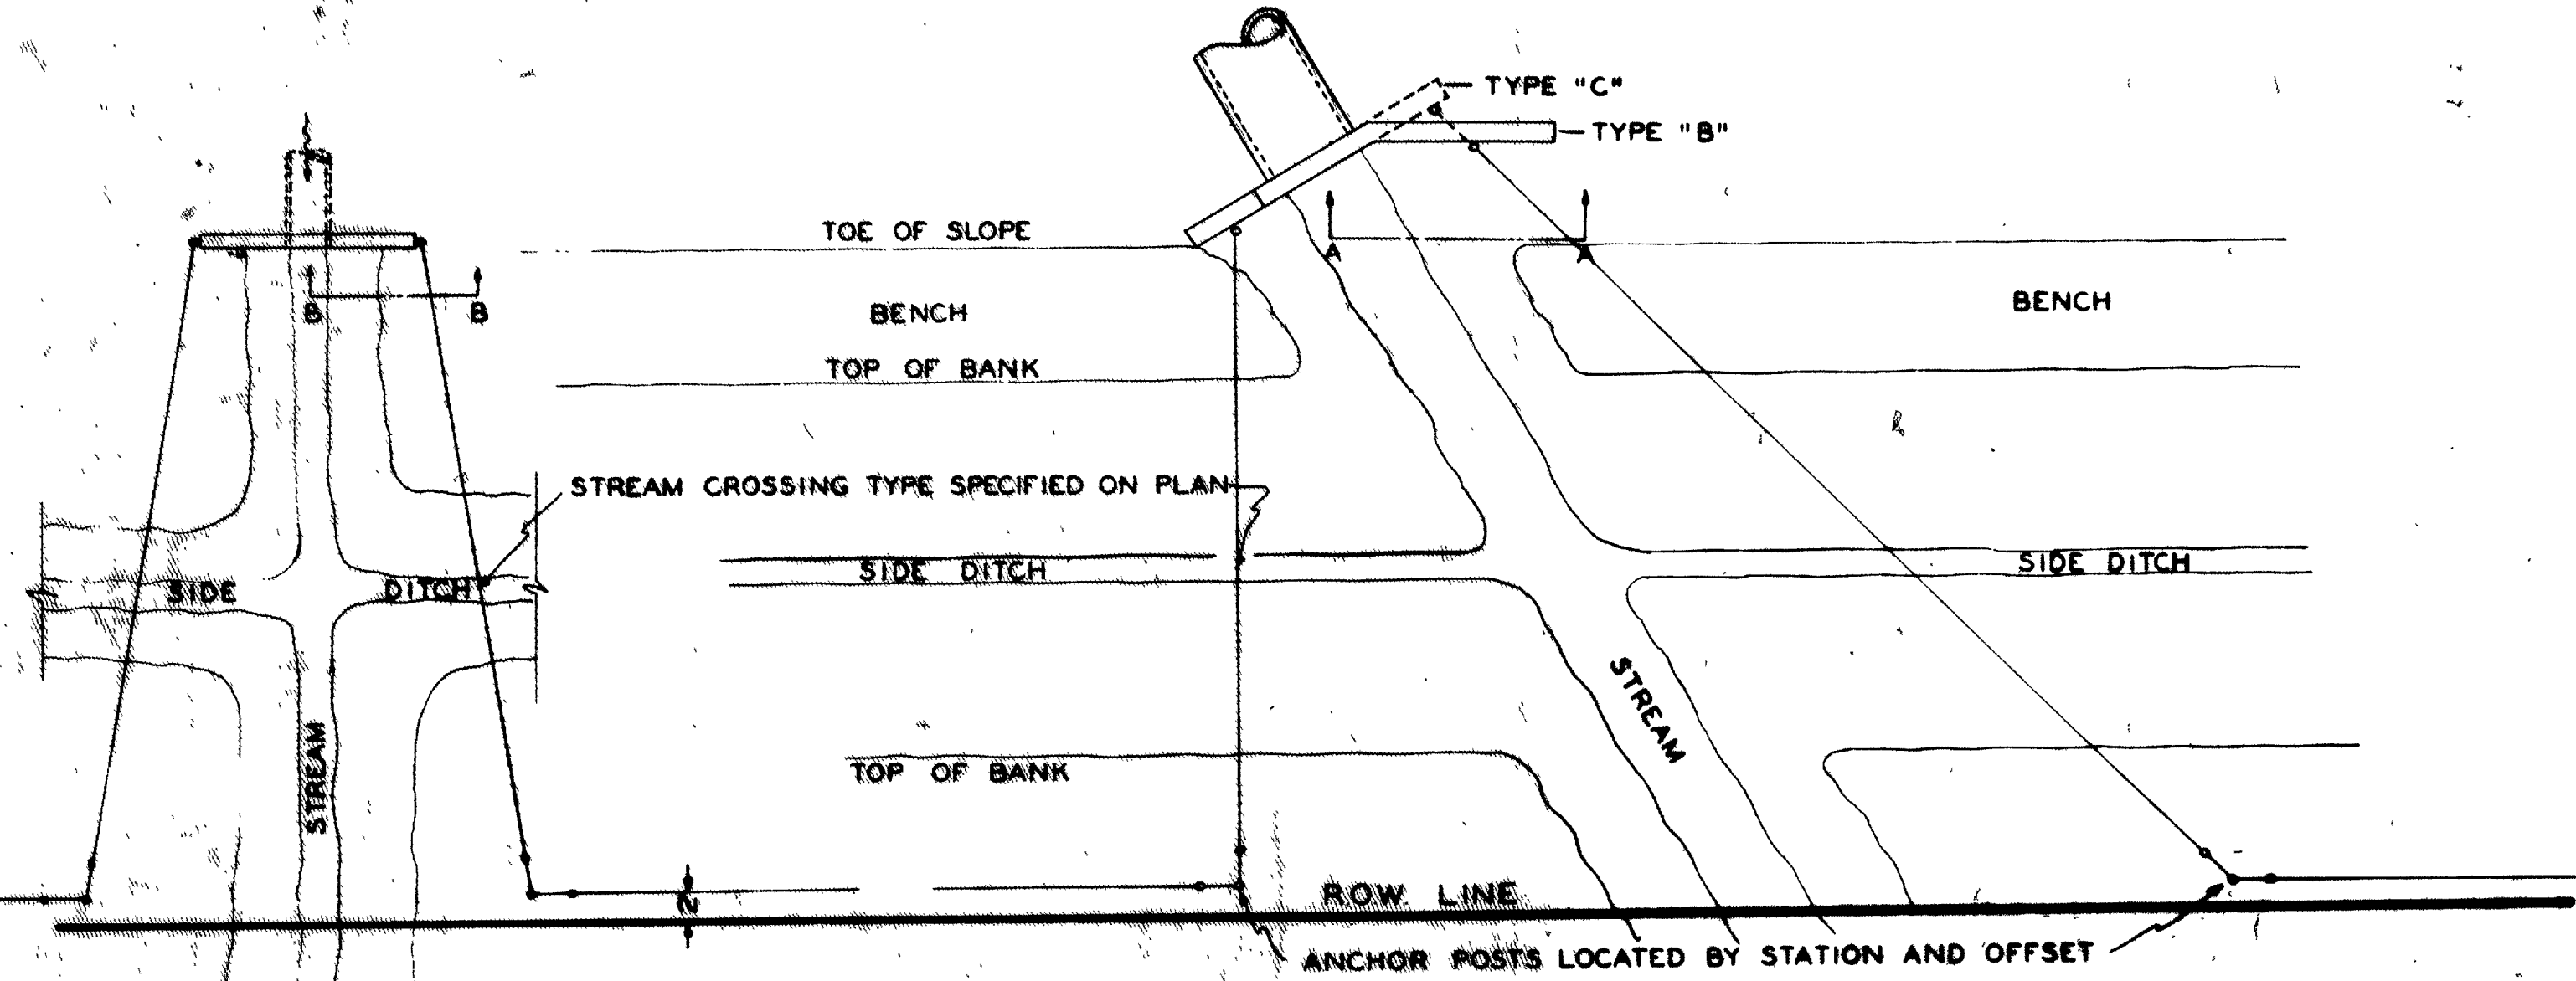 TYPE "C"
TYPE "B"
TOE OF SLOPE
A
A
BENCH
BENCH
B
B
TOP OF BANK
STREAM CROSSING TYPE SPECIFIED ON PLAN
SIDE DITCH
SIDE DITCH
SIDE DITCH
STREAM
STREAM
TOP OF BANK
2'
ROW LINE
ANCHOR POSTS LOCATED BY STATION AND OFFSET